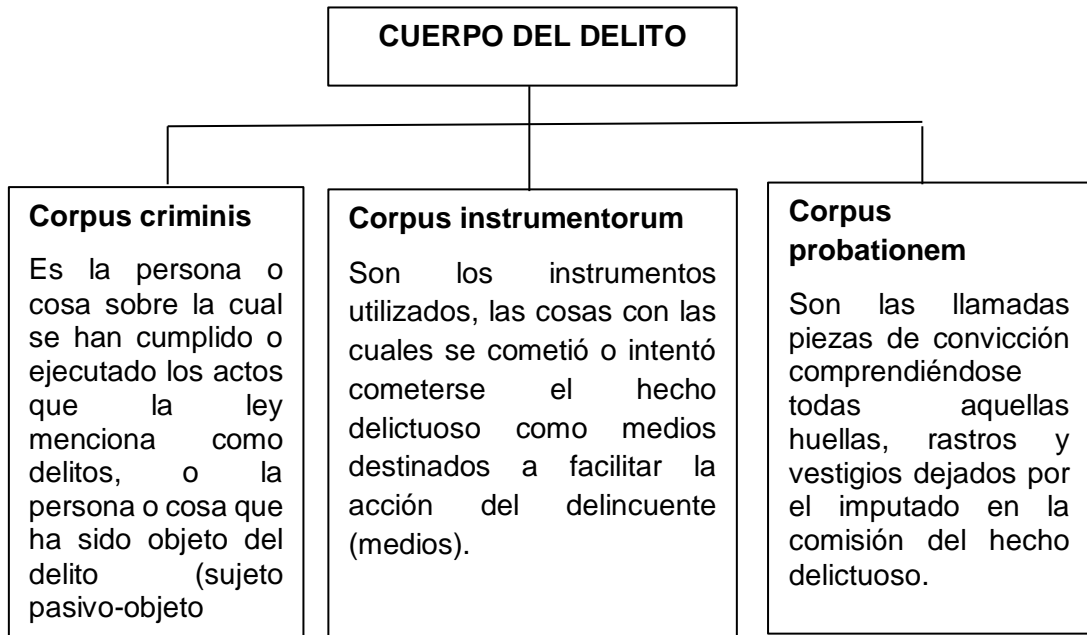 CUERPO DEL DELITO
Corpus criminis
Es la persona o
cosa sobre la cual
se han cumplido o
ejecutado los actos
que la ley
menciona como
delitos, o la
persona o cosa que
ha sido objeto del
delito (sujeto
pasivo-objeto
Corpus instrumentorum
Son los instrumentos
utilizados, las cosas con las
cuales se cometió o intentó
cometerse el hecho
delictuoso como medios
destinados a facilitar la
acción del delincuente
(medios).
Corpus
probationem
Son las llamadas
piezas de convicción
comprendiéndose
todas aquellas
huellas, rastros y
vestigios dejados por
el imputado en la
comisión del hecho
delictuoso.